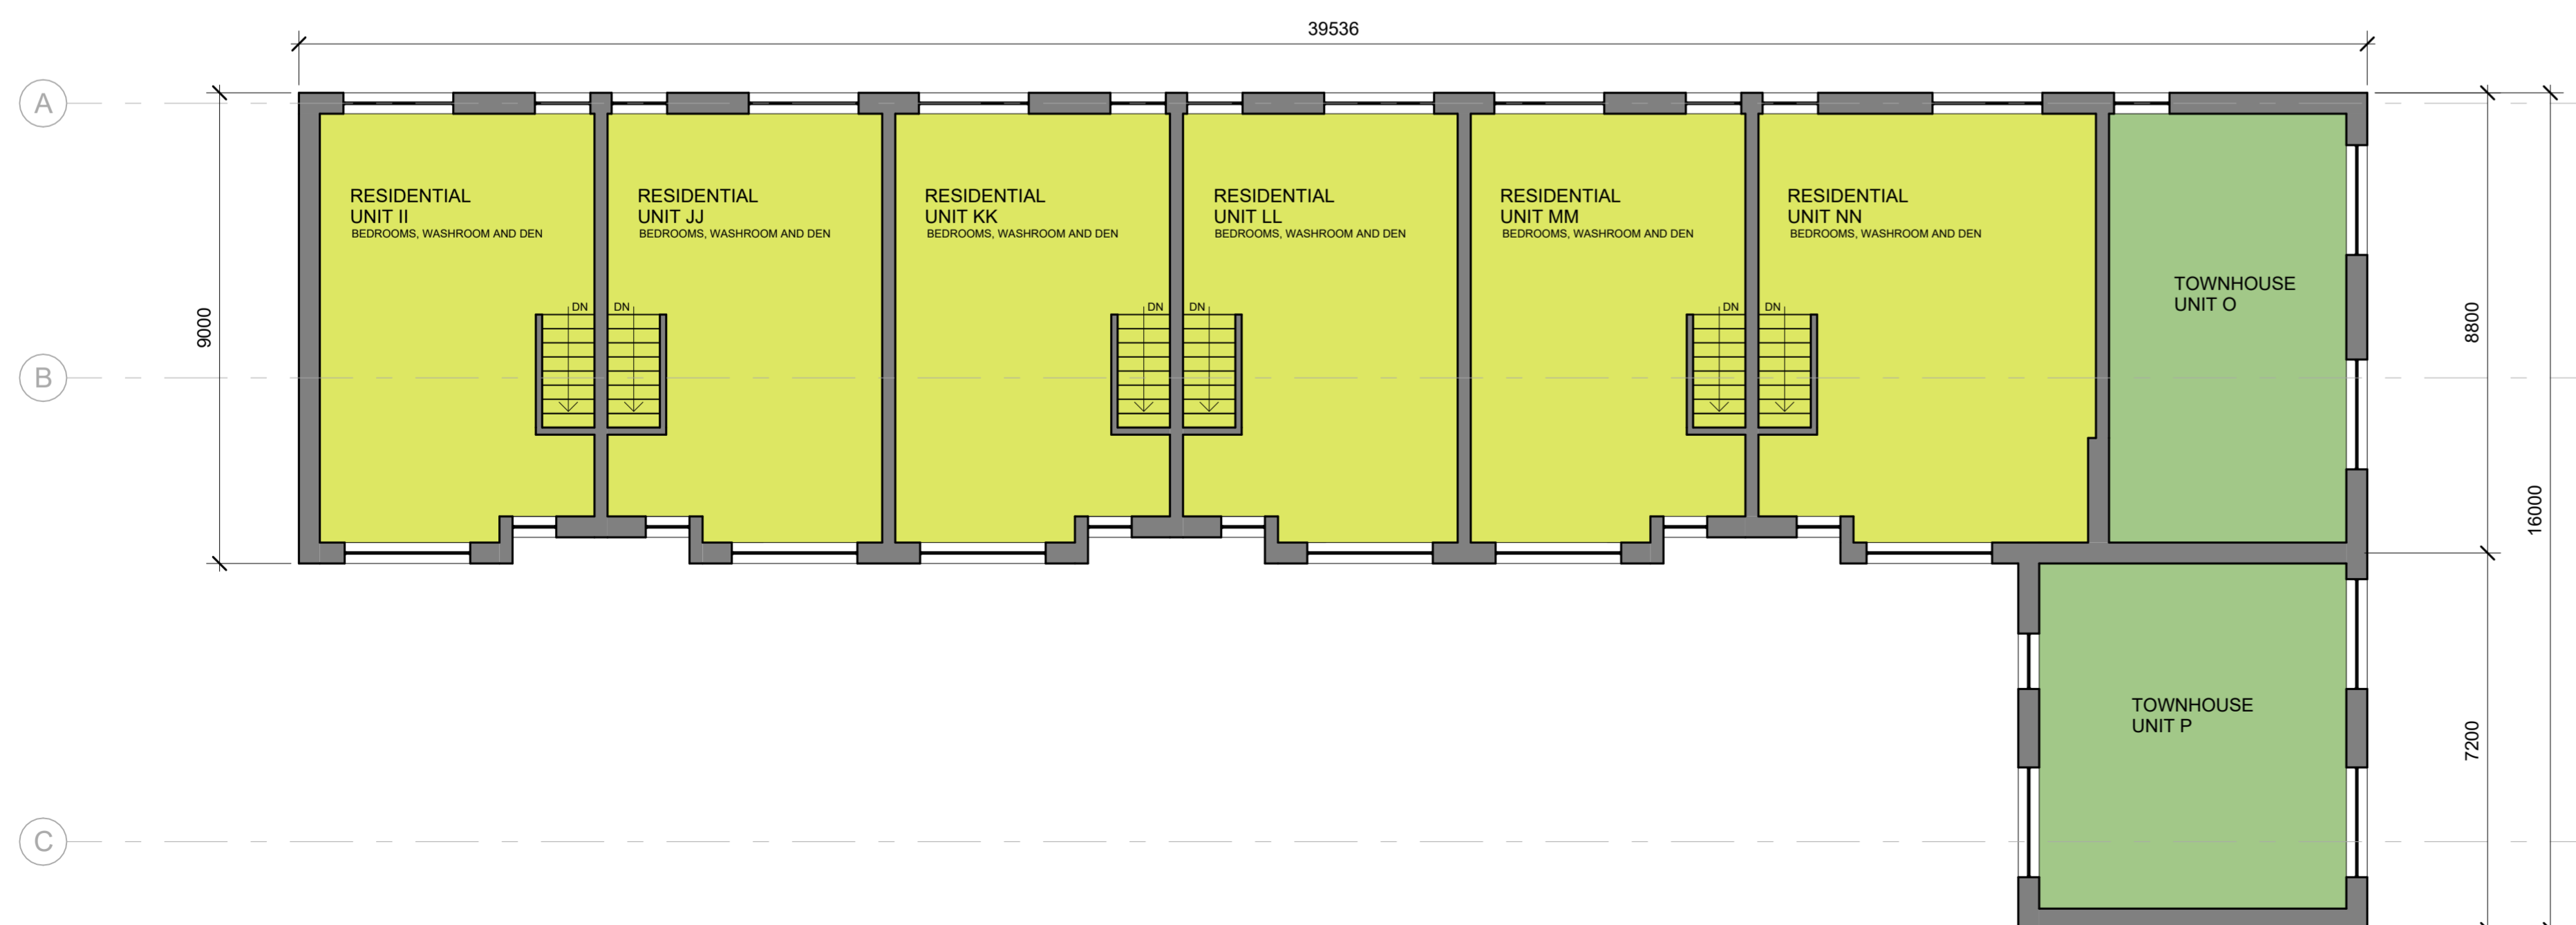 39536
A
RESIDENTIAL
UNIT II
BEDROOMS, WASHROOM AND DEN
RESIDENTIAL
UNIT JJ
BEDROOMS, WASHROOM AND DEN
RESIDENTIAL
UNIT KK
BEDROOMS, WASHROOM AND DEN
RESIDENTIAL
UNIT LL
BEDROOMS, WASHROOM AND DEN
RESIDENTIAL
UNIT MM
BEDROOMS, WASHROOM AND DEN
RESIDENTIAL
UNIT NN
BEDROOMS, WASHROOM AND DEN
TOWNHOUSE
UNIT O
DN
DN
DN
DN
DN
DN
9000
8800
B
16000
TOWNHOUSE
UNIT P
7200
C